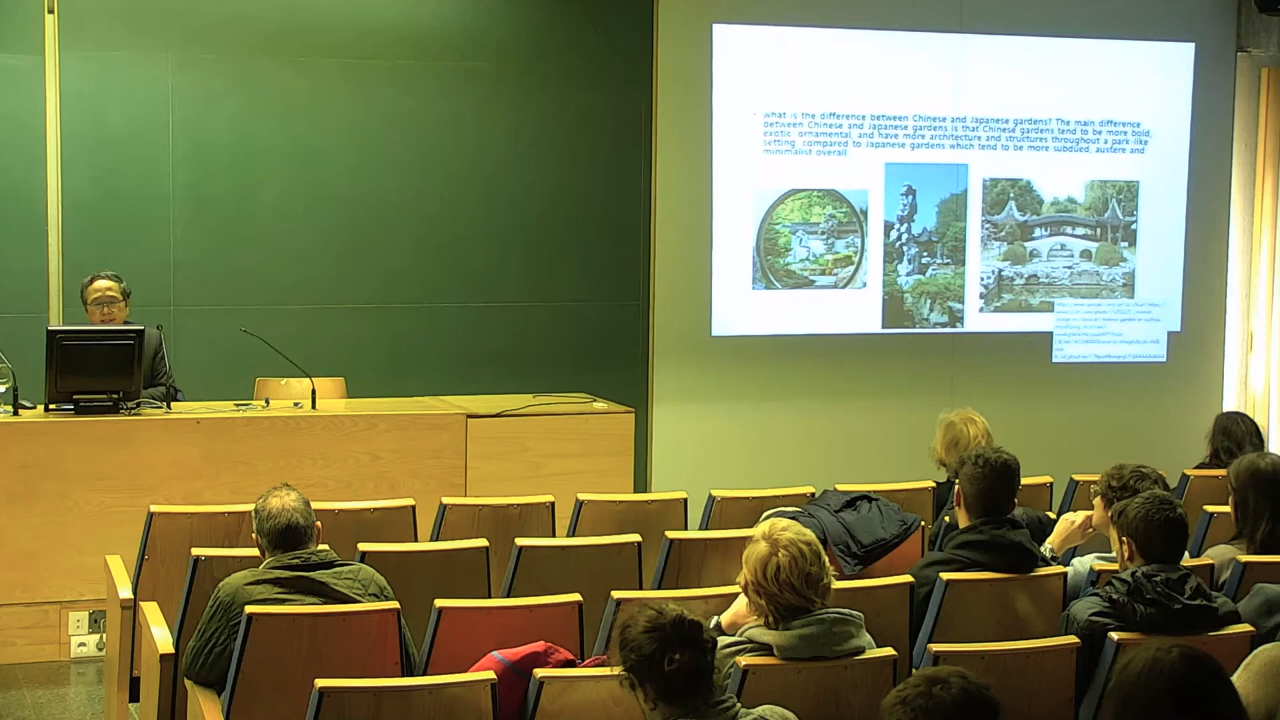 what is the difference between Chinese and Japanese gardens? The main difference
between Chinese and Japanese gardens is that Chinese gardens tend to be more bold,
exotic, ornamental, and have more architecture and structures throughout a park-like
setting, compared to Japanese gardens which tend to be more subdued, austere and
minimalist overall.